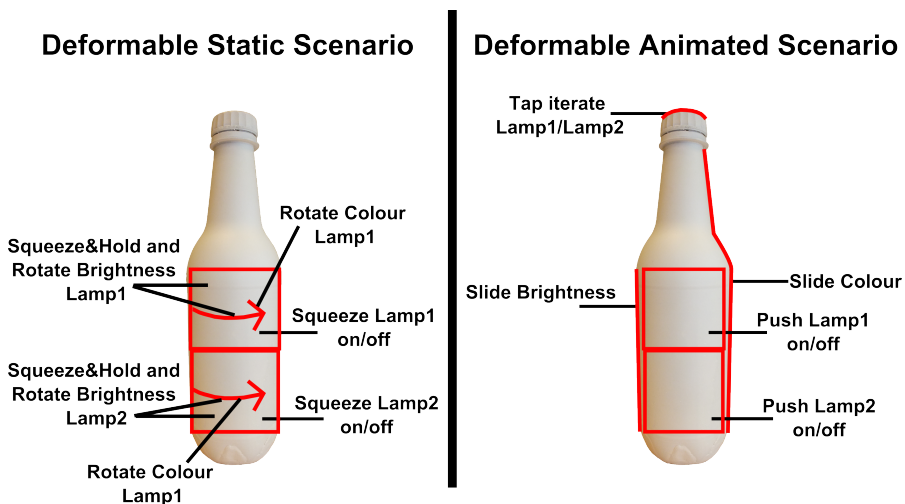 Deformable Static Scenario
Squeeze&Hold and
Rotate Brightness
Lamp1
Rotate Colour
Lamp1
Squeeze Lamp1
on/off
Squeeze&Hold and
Rotate Brightness
Lamp2
Squeeze Lamp2
on/off
Rotate Colour
Lamp1
Deformable Animated Scenario
Tap iterate
Lamp1/Lamp2
Slide Brightness
Slide Colour
Push Lamp1
on/off
Push Lamp2
on/off